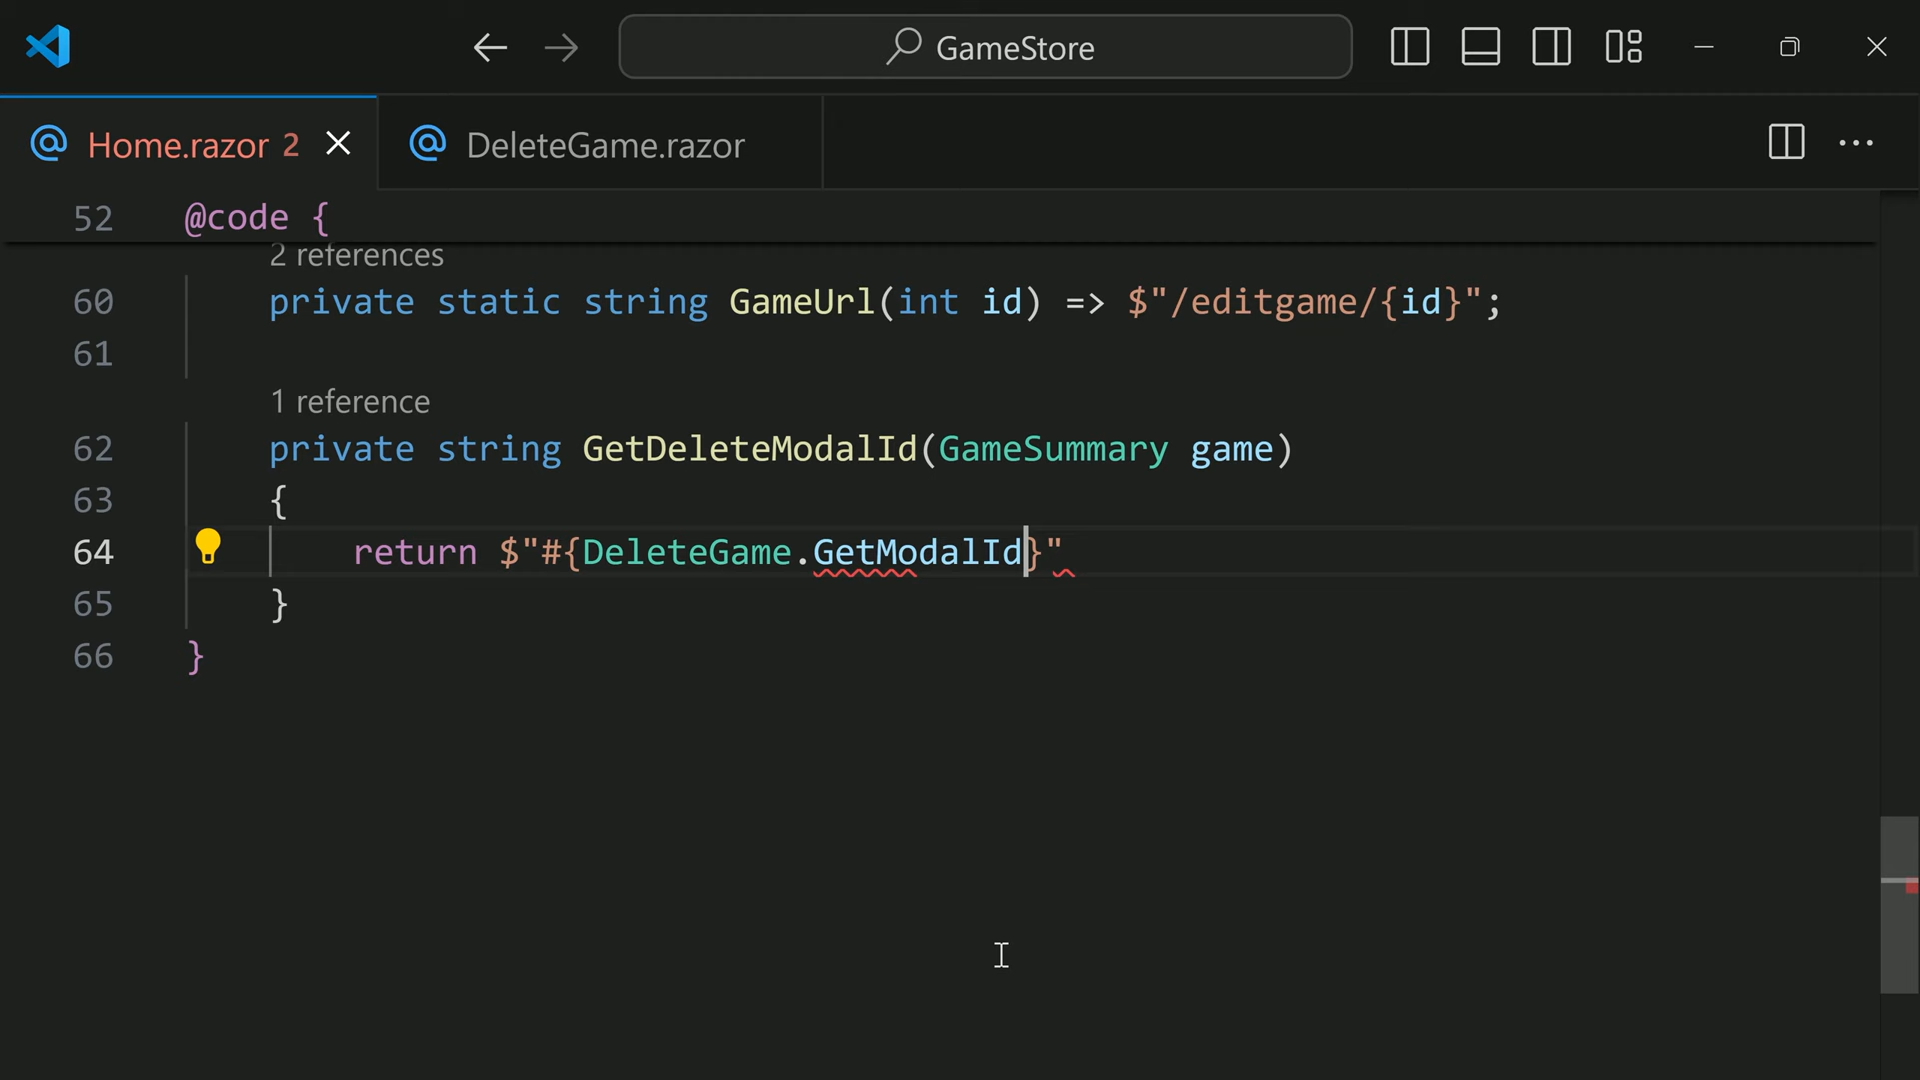 GameStore
Home.razor 2
DeleteGame.razor
52 @code {
2 references
60 private static string GameUrl(int id) => $"/editgame/{id}";
61
1 reference
62 private string GetDeleteModalId(GameSummary game)
63 {
64 return $"#{DeleteGame.GetModalId}"
65 }
66 }